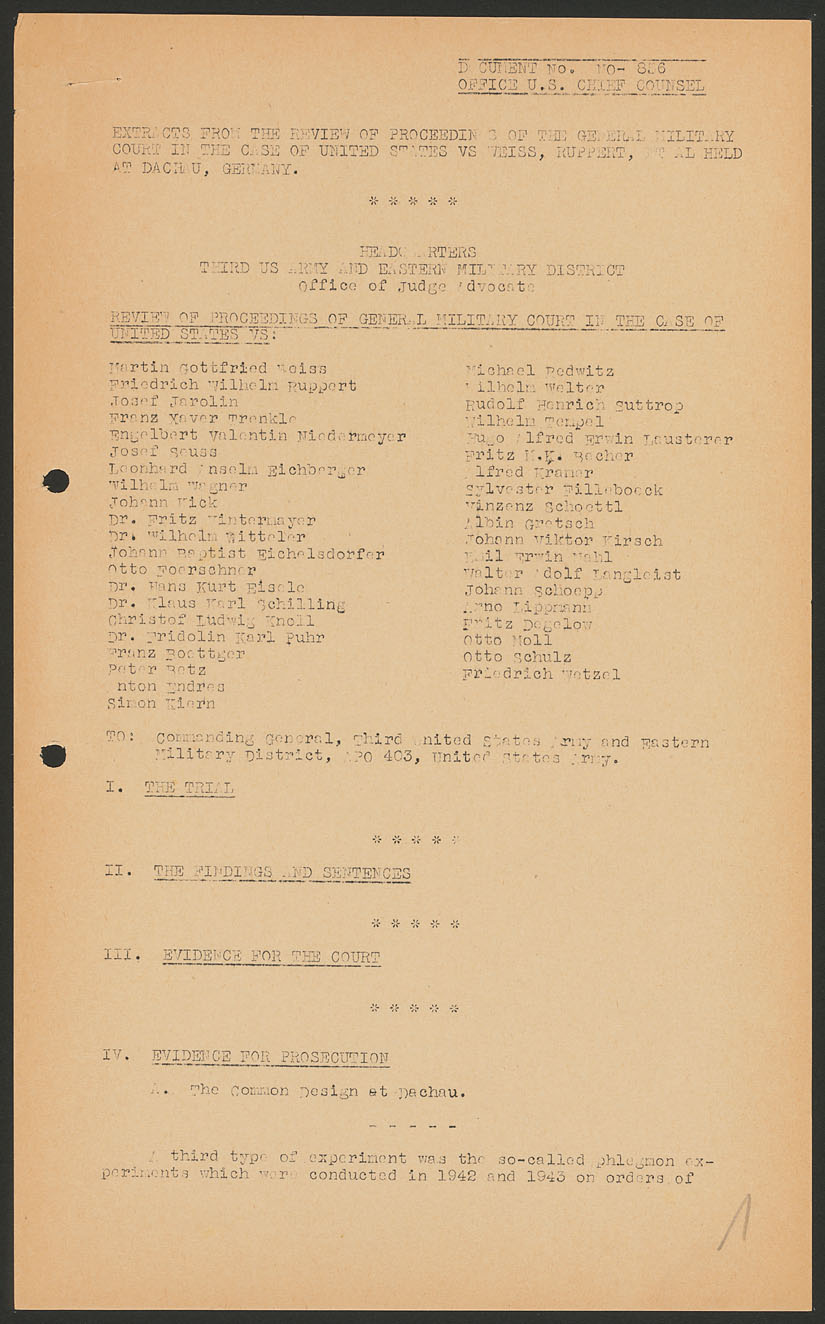 DOCUMENT No. NO- 856
OFFICE U.S. CHIEF COUNSEL
EXTRACTS FROM THE REVIEW OF PROCEEDINGS OF THE GENERAL MILITARY
COURT IN THE CASE OF UNITED STATES VS WEISS, RUPPERT, ET AL HELD
AT DACHAU, GERMANY.
* * * * *
HEADQUARTERS
THIRD US ARMY AND EASTERN MILITARY DISTRICT
Office of Judge Advocate
REVIEW OF PROCEEDINGS OF GENERAL MILITARY COURT IN THE CASE OF
UNITED STATES VS:
Martin Gottfried Weiss
Friedrich Wilhelm Ruppert
Josef Jarolin
Franz Xaver Trenkle
Engelbert Valentin Niedermeyer
Josef Seuss
Leonhard Anselm Eichberger
Wilhelm Wagner
Johann Kick
Dr. Fritz Hintermayer
Dr. Wilhelm Witteler
Johann Baptist Eichelsdorfer
Otto Foerschner
Dr. Hans Kurt Eisele
Dr. Klaus Karl Schilling
Christof Ludwig Knoll
Dr. Fridolin Karl Puhr
Franz Boettger
Peter Betz
Anton Endres
Simon Kiern
Michael Redwitz
Wilhelm Welter
Rudolf Henrich Suttrop
Wilhelm Tempel
Hugo Alfred Erwin Lausterer
Fritz M.K. Becher
Alfred Kramer
Sylvester Filleboeck
Vinzenz Schoettl
Albin Gretsch
Johann Viktor Kirsch
Emil Erwin Mahl
Walter Adolf Langleist
Johann Schoepp
Arno Lippmann
Fritz Degelow
Otto Moll
Otto Schulz
Friedrich Wetzel
TO: Commanding General, Third United States Army and Eastern
Military District, APO 403, United States Army.
I. THE TRIAL
* * * * *
II. THE FINDINGS AND SENTENCES
* * * * *
III. EVIDENCE FOR THE COURT
* * * * *
IV. EVIDENCE FOR PROSECUTION
A. The Common Design at Dachau.
- - - - -
A third type of experiment was the so-called phlegmon ex-
periments which were conducted in 1942 and 1943 on orders of
1